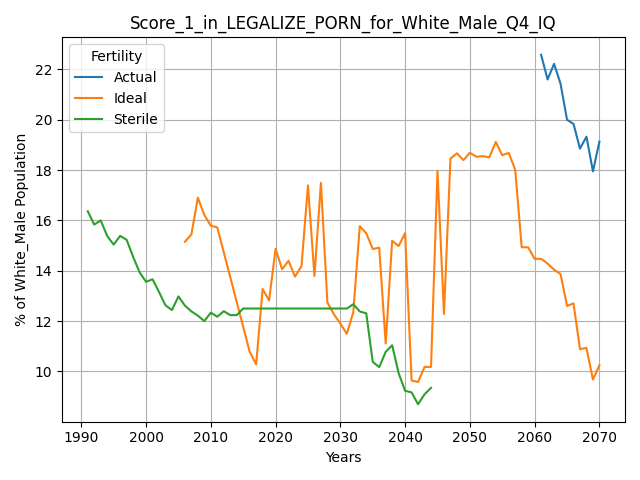 Score_1_in_LEGALIZE_PORN_for_White_Male_Q4_IQ
Fertility
Actual
Ideal
Sterile
% of White_Male Population
22
20
18
16
14
12
10
1990 2000 2010 2020 2030 2040 2050 2060 2070
Years